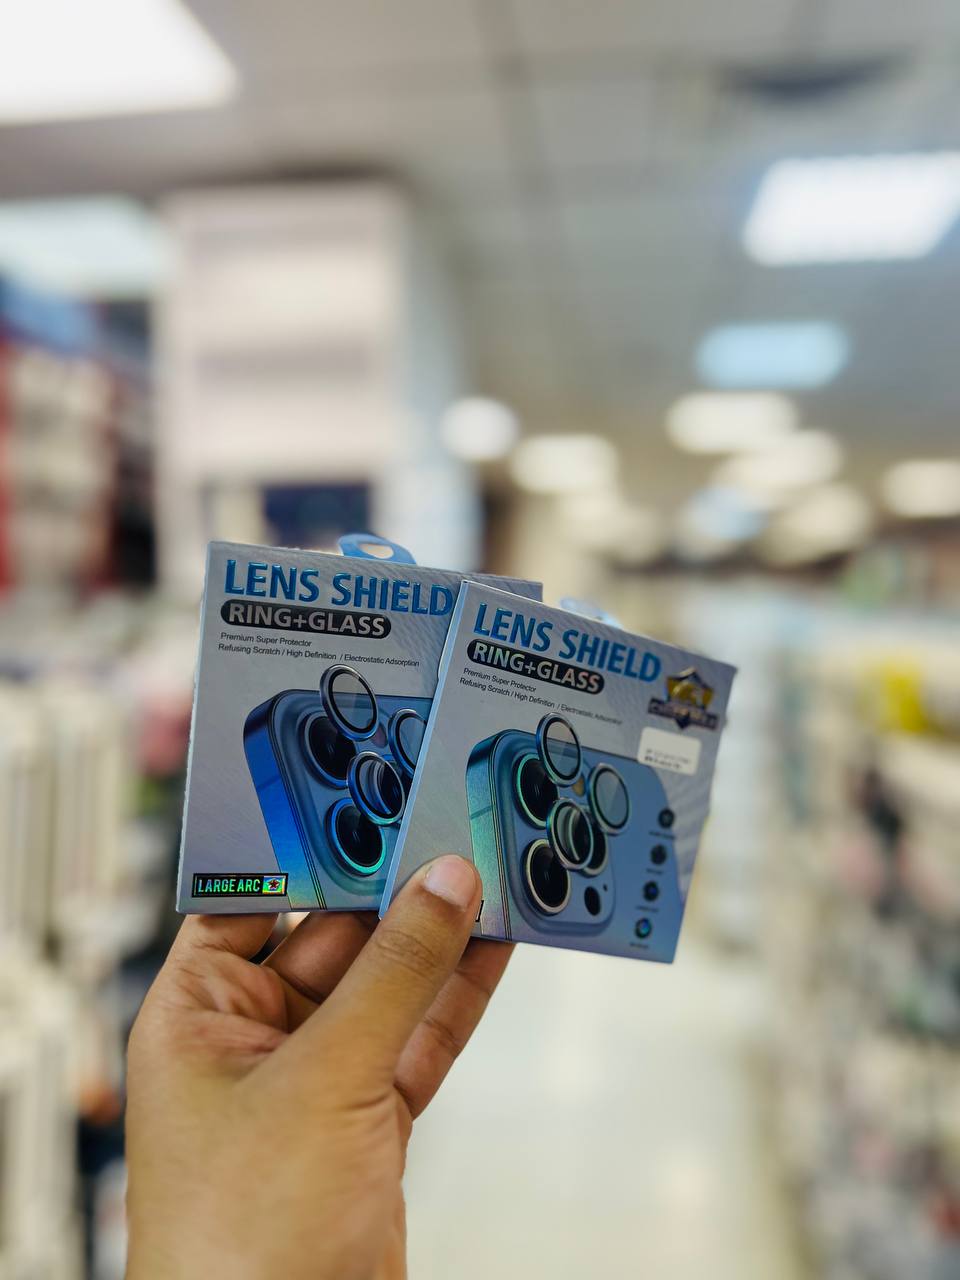 LENS SHIELD
RING+GLASS
Premium Super Protector
Refusing Scratch / High Definition / Electrostatic Adsorption
LARGE ARC
LENS SHIELD
RING+GLASS
Premium Super Protector
Refusing Scratch / High Definition / Electrostatic Adsorption